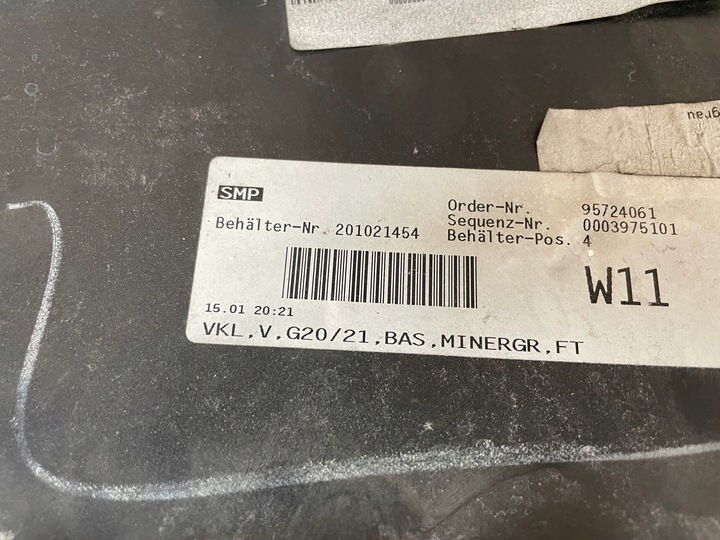 SMP
Order-Nr. 95724061
Sequenz-Nr. 0003975101
Behälter-Nr. 201021454
Behälter-Pos. 4
W11
15.01 20:21
VKL,V,G20/21,BAS,MINERGR,FT
grau